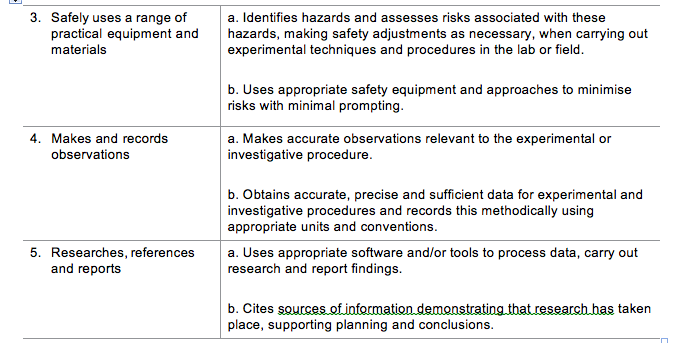 3. Safely uses a range of
practical equipment and
materials
a. Identifies hazards and assesses risks associated with these
hazards, making safety adjustments as necessary, when carrying out
experimental techniques and procedures in the lab or field.
b. Uses appropriate safety equipment and approaches to minimise
risks with minimal prompting.
4. Makes and records
observations
a. Makes accurate observations relevant to the experimental or
investigative procedure.
b. Obtains accurate, precise and sufficient data for experimental and
investigative procedures and records this methodically using
appropriate units and conventions.
5. Researches, references
and reports
a. Uses appropriate software and/or tools to process data, carry out
research and report findings.
b. Cites sources of information demonstrating that research has taken
place, supporting planning and conclusions.